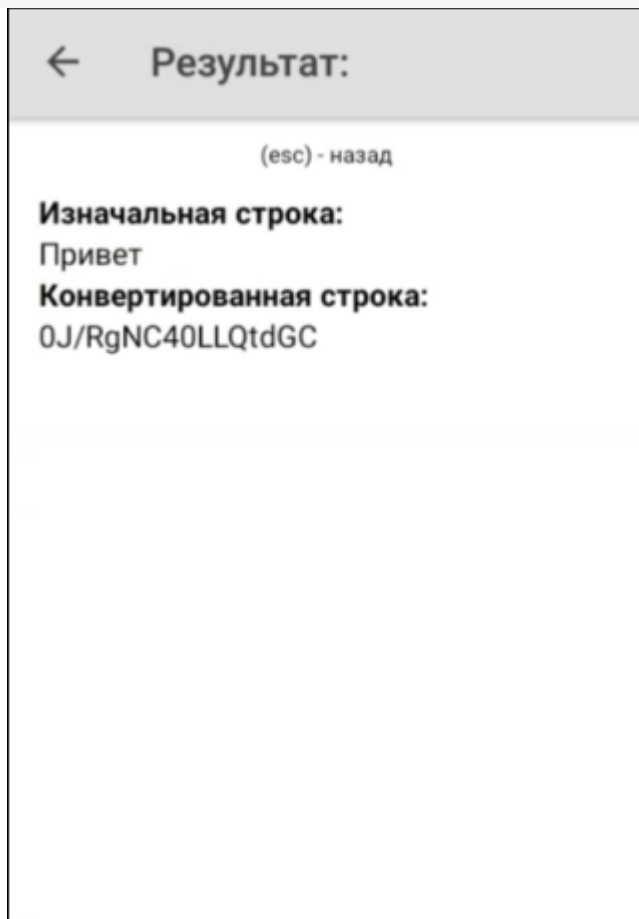 Результат:
(esc) - назад
Изначальная строка:
Привет
Конвертированная строка:
0J/RgNC40LLQtdGC